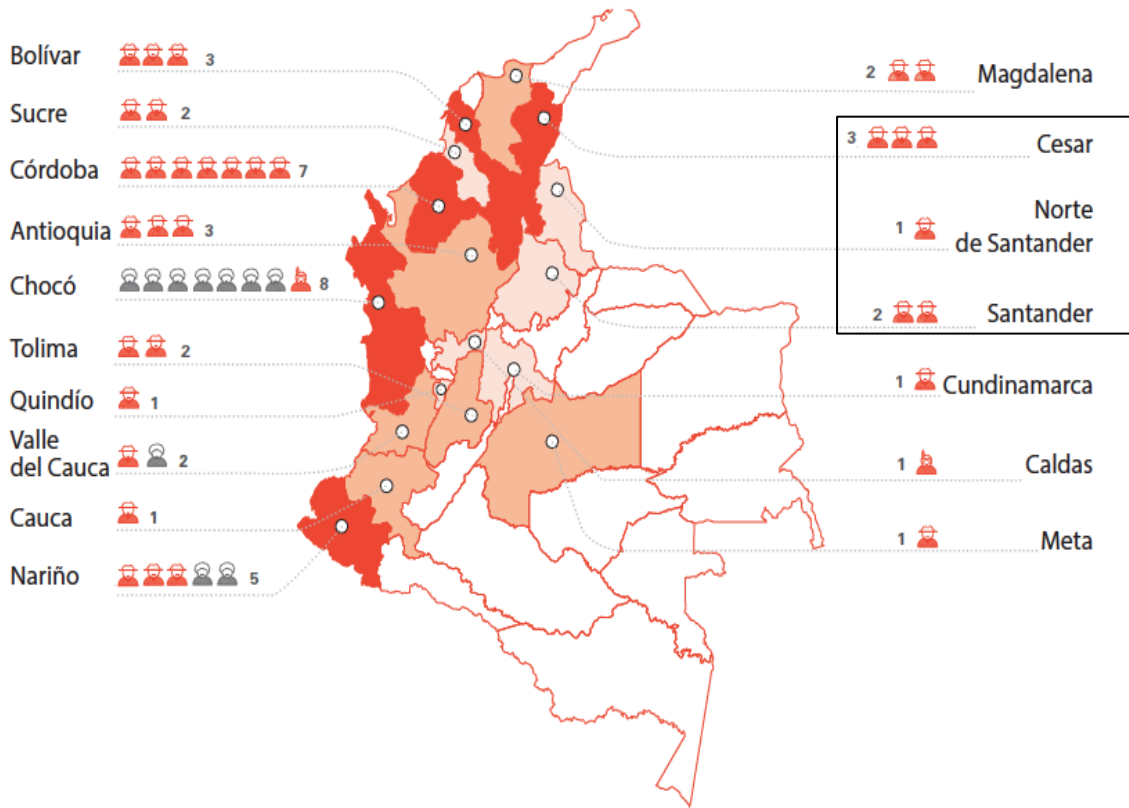 Bolívar 3
Sucre 2
Córdoba 7
Antioquia 3
Chocó 8
Tolima 2
Quindío 1
Valle
del Cauca 2
Cauca 1
Nariño 5
2 Magdalena
3 Cesar
Norte
1 de Santander
2 Santander
1 Cundinamarca
1 Caldas
1 Meta